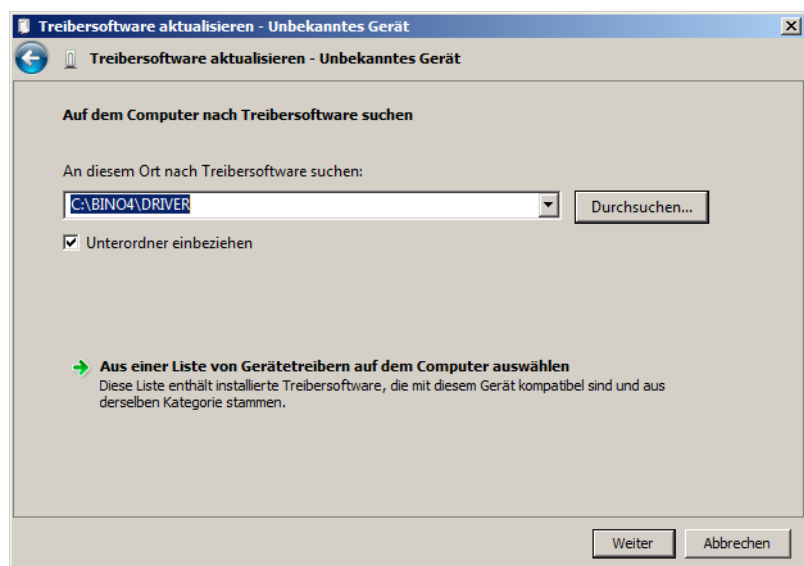 Treibersoftware aktualisieren - Unbekanntes Gerät
Treibersoftware aktualisieren - Unbekanntes Gerät
Auf dem Computer nach Treibersoftware suchen
An diesem Ort nach Treibersoftware suchen:
C:\BINO4\DRIVER
Durchsuchen...
Unterordner einbeziehen
Aus einer Liste von Gerätetreibern auf dem Computer auswählen
Diese Liste enthält installierte Treibersoftware, die mit diesem Gerät kompatibel sind und aus
derselben Kategorie stammen.
Weiter
Abbrechen